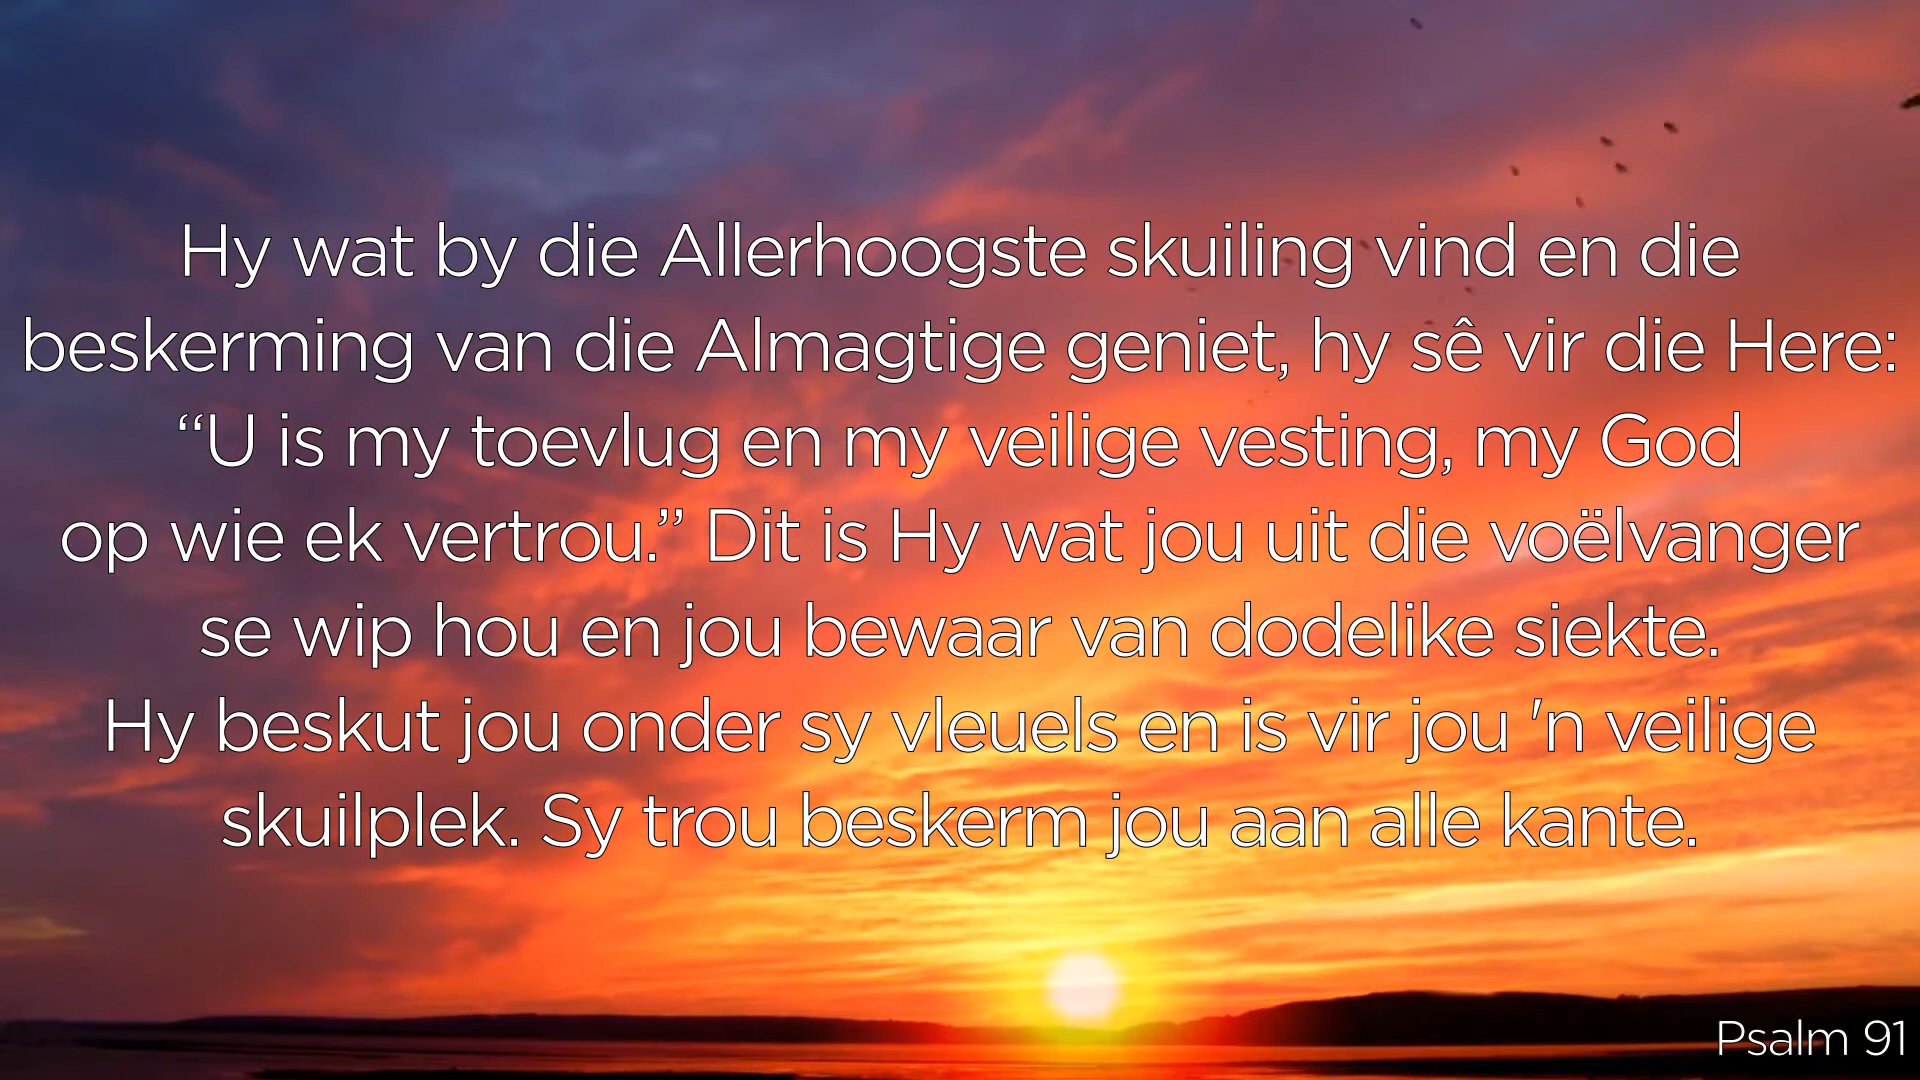 Hy wat by die Allerhoogste skuiling vind en die
beskerming van die Almagtige geniet, hy sê vir die Here:
“U is my toevlug en my veilige vesting, my God
op wie ek vertrou.” Dit is Hy wat jou uit die voëlvanger
se wip hou en jou bewaar van dodelike siekte.
Hy beskut jou onder sy vleuels en is vir jou 'n veilige
skuilplek. Sy trou beskerm jou aan alle kante.
Psalm 91